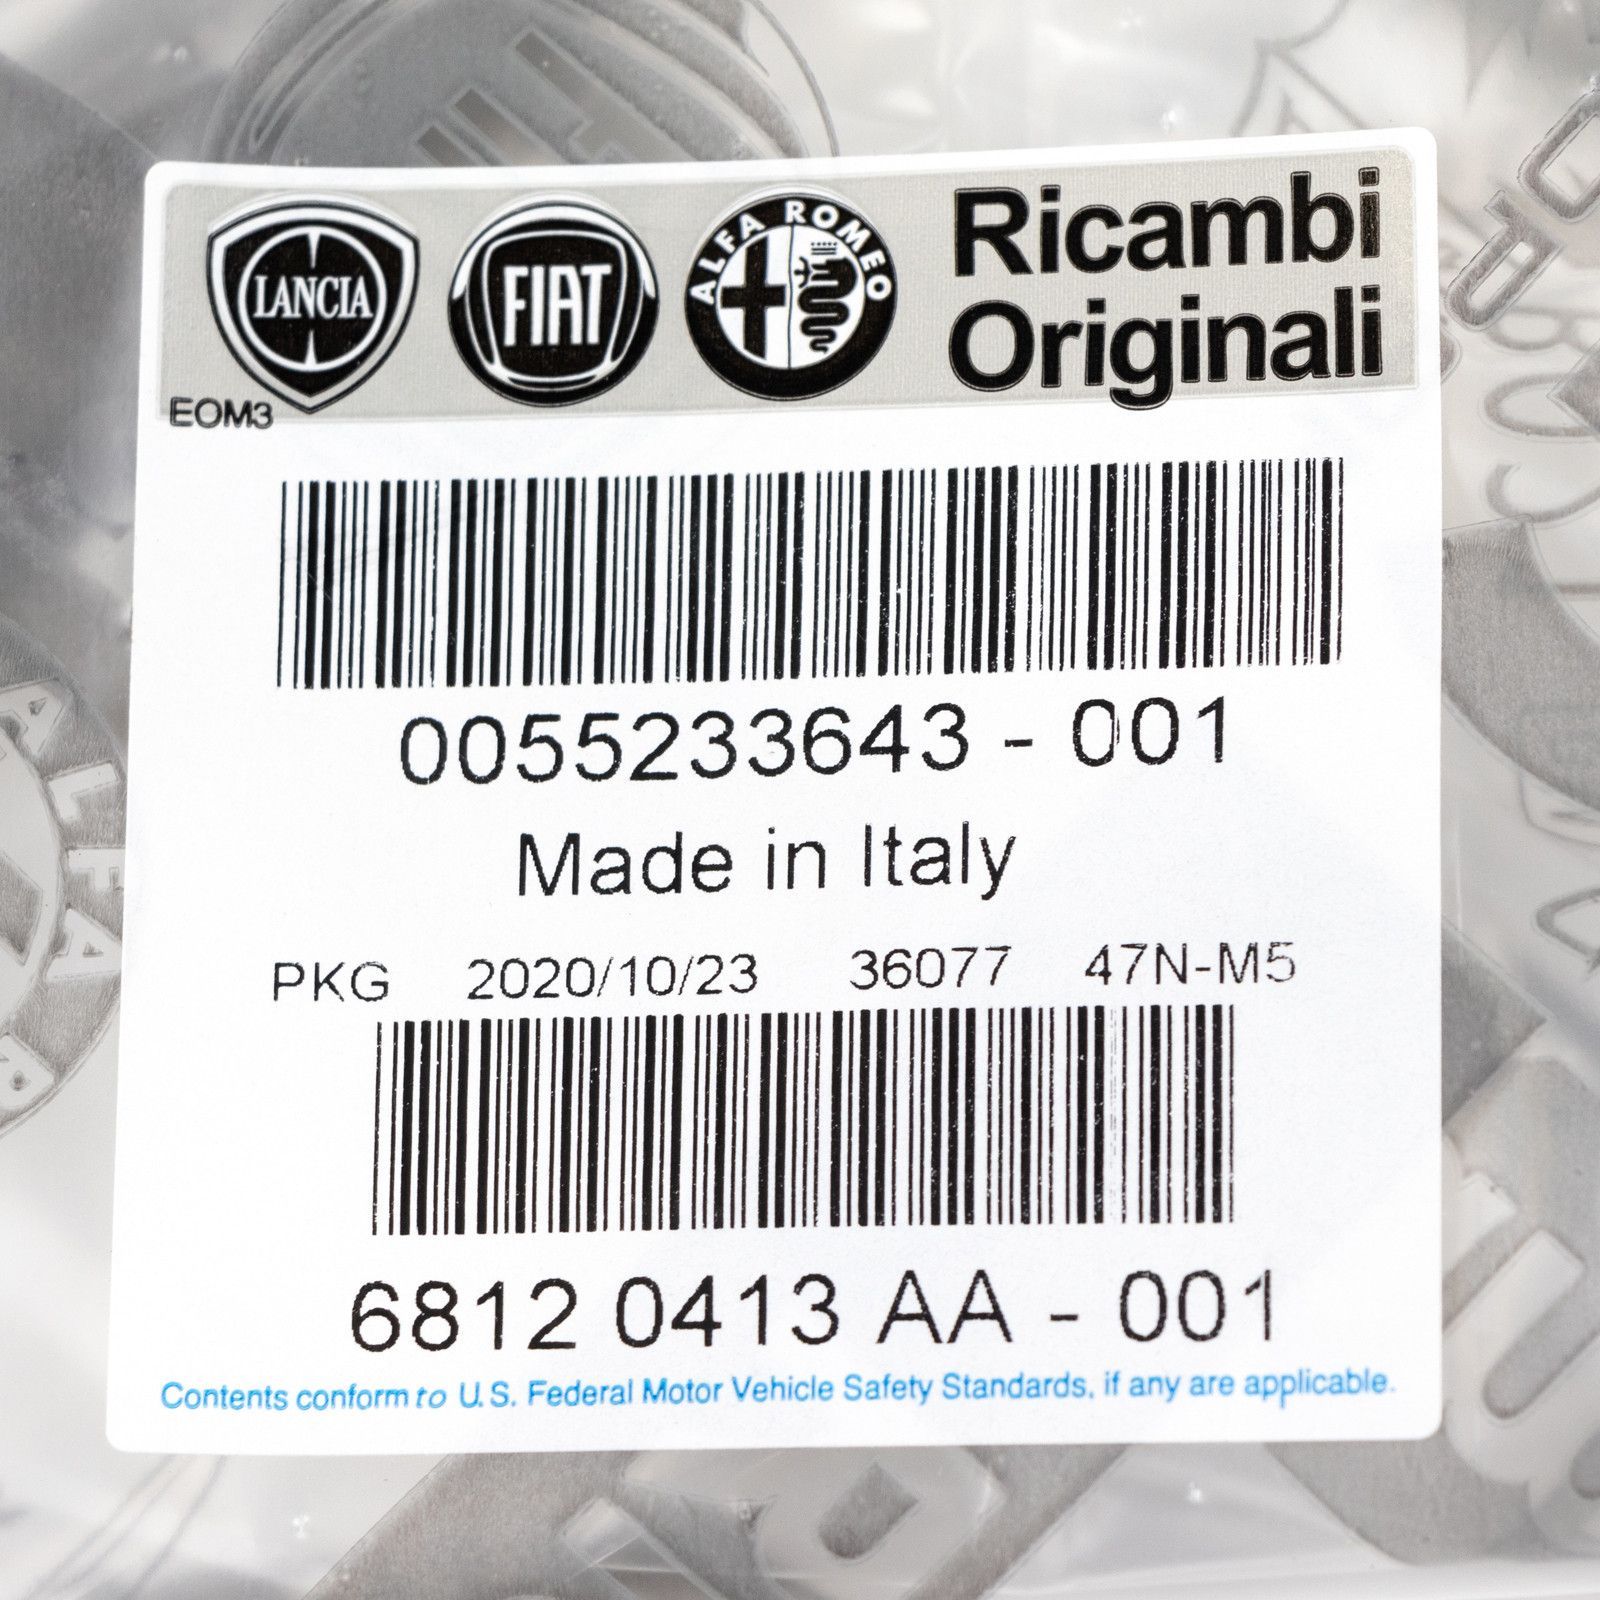 LANCIA
FIAT
ALFA ROMEO
Ricambi
Originali
EOM3
0055233643 - 001
Made in Italy
PKG 2020/10/23 36077 47N-M5
6812 0413 AA - 001
Contents conform to U.S. Federal Motor Vehicle Safety Standards, if any are applicable.
ALFA